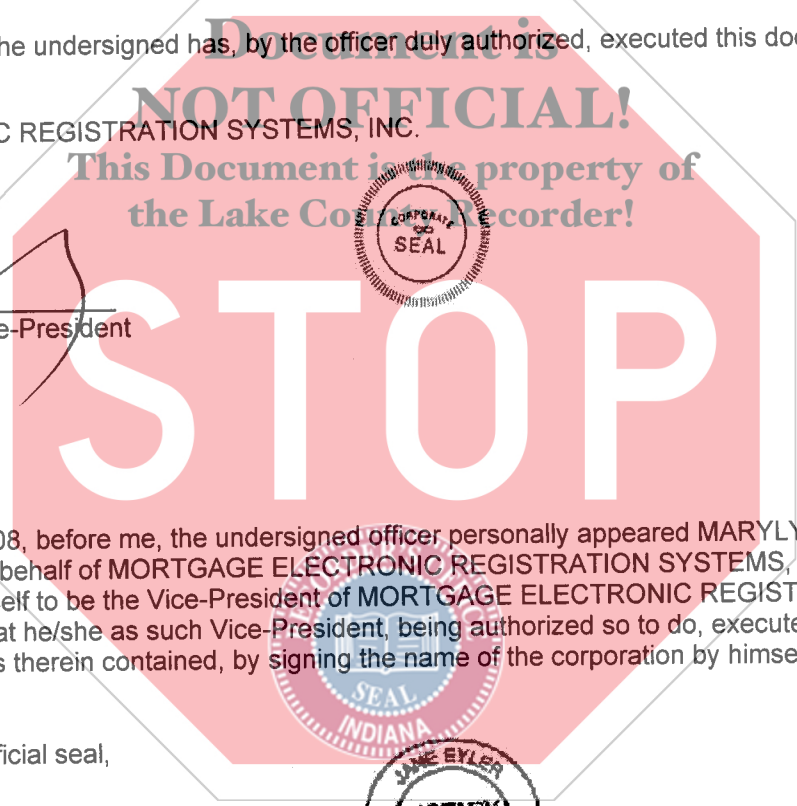 Document is
he undersigned has, by the officer duly authorized, executed this doc
NOT OFFICIAL!
C REGISTRATION SYSTEMS, INC.
This Document is the property of
the Lake County Recorder!
CORPORATE
SEAL
e-President
STOP
08, before me, the undersigned officer personally appeared MARYLY
behalf of MORTGAGE ELECTRONIC REGISTRATION SYSTEMS,
elf to be the Vice-President of MORTGAGE ELECTRONIC REGIST
at he/she as such Vice-President, being authorized so to do, execute
s therein contained, by signing the name of the corporation by himse
SEAL
INDIANA
ficial seal,
JANE EYLER